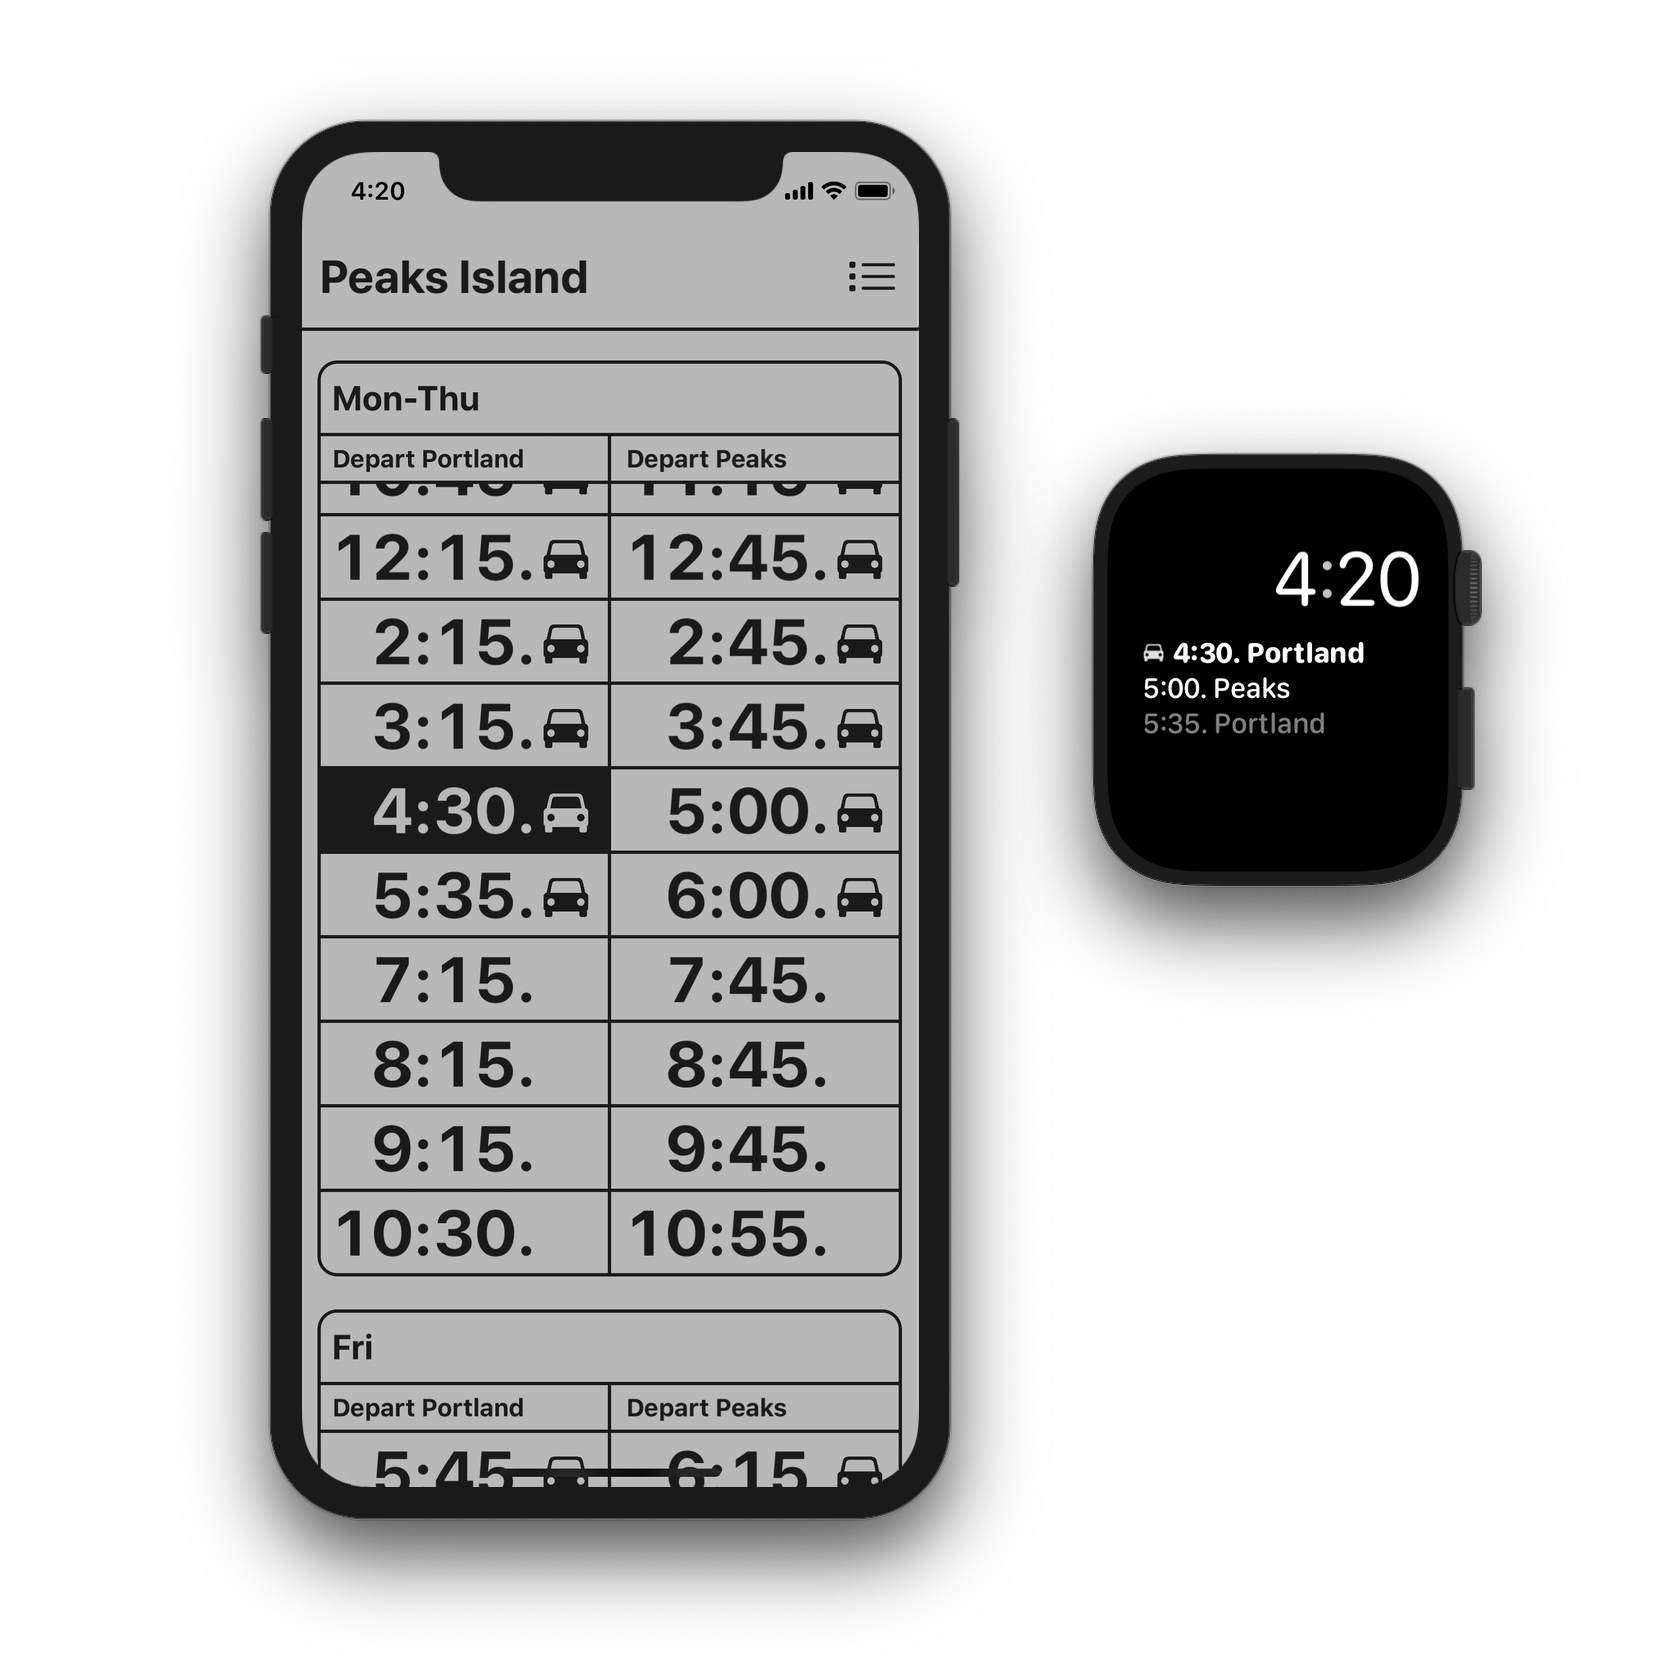 4:20
Peaks Island
Mon-Thu
Depart Portland Depart Peaks
12:15. 12:45.
2:15. 2:45.
3:15. 3:45.
4:30. 5:00.
5:35. 6:00.
7:15. 7:45.
8:15. 8:45.
9:15. 9:45.
10:30. 10:55.
Fri
Depart Portland Depart Peaks
5:45 6:15
4:20
4:30. Portland
5:00. Peaks
5:35. Portland